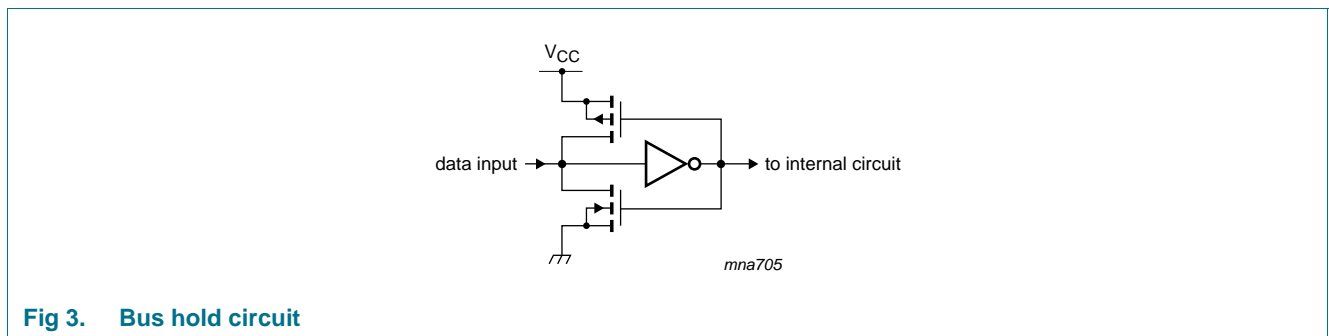 VCC
data input
to internal circuit
mna705
Fig 3. Bus hold circuit